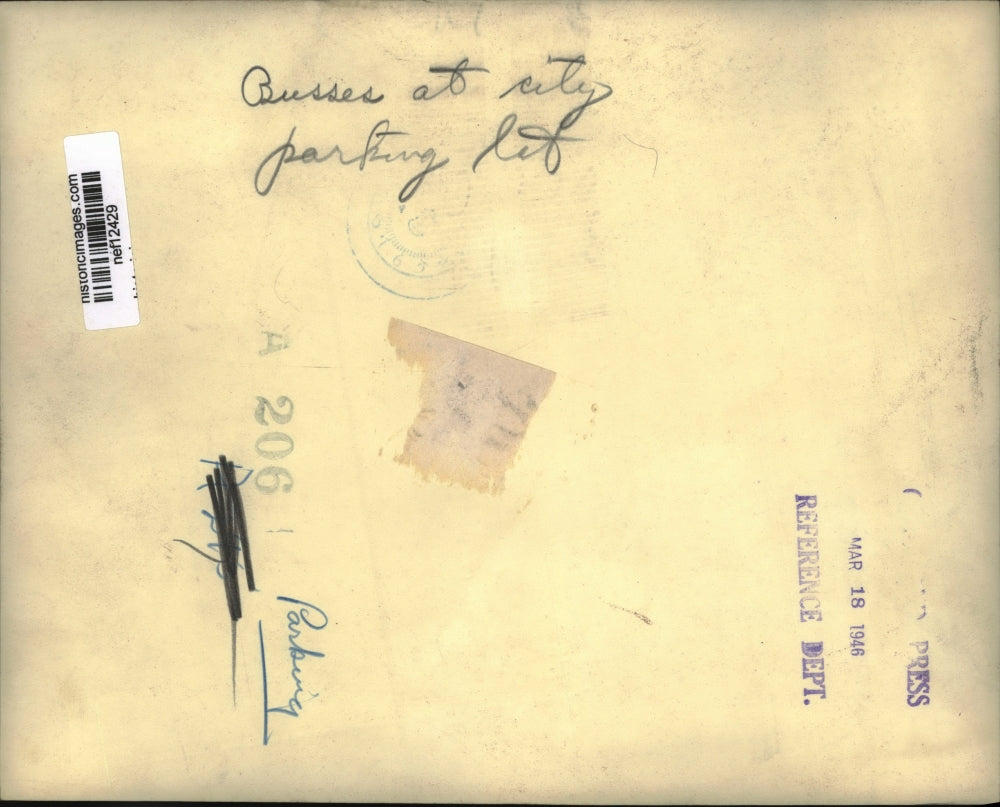 Busses at city
parking lot
historicimages.com
nef12429
A 206
Parking
PRESS
MAR 18 1946
REFERENCE DEPT.